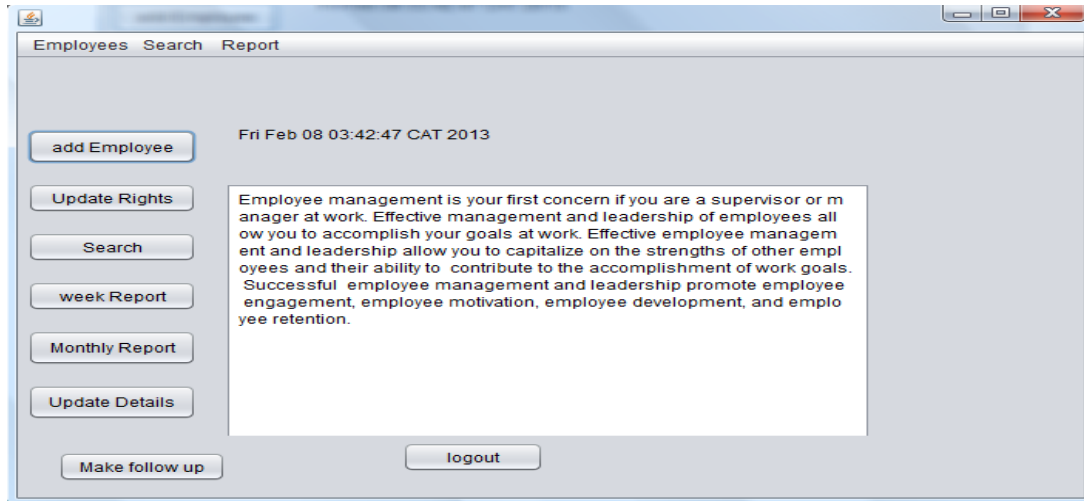 Employees Search Report
Fri Feb 08 03:42:47 CAT 2013
add Employee
Update Rights
Search
week Report
Monthly Report
Update Details
Make follow up
Employee management is your first concern if you are a supervisor or m
anager at work. Effective management and leadership of employees all
ow you to accomplish your goals at work. Effective employee managem
ent and leadership allow you to capitalize on the strengths of other empl
oyees and their ability to  contribute to the accomplishment of work goals.
 Successful  employee management and leadership promote employee
 engagement, employee motivation, employee development, and emplo
yee retention.
logout